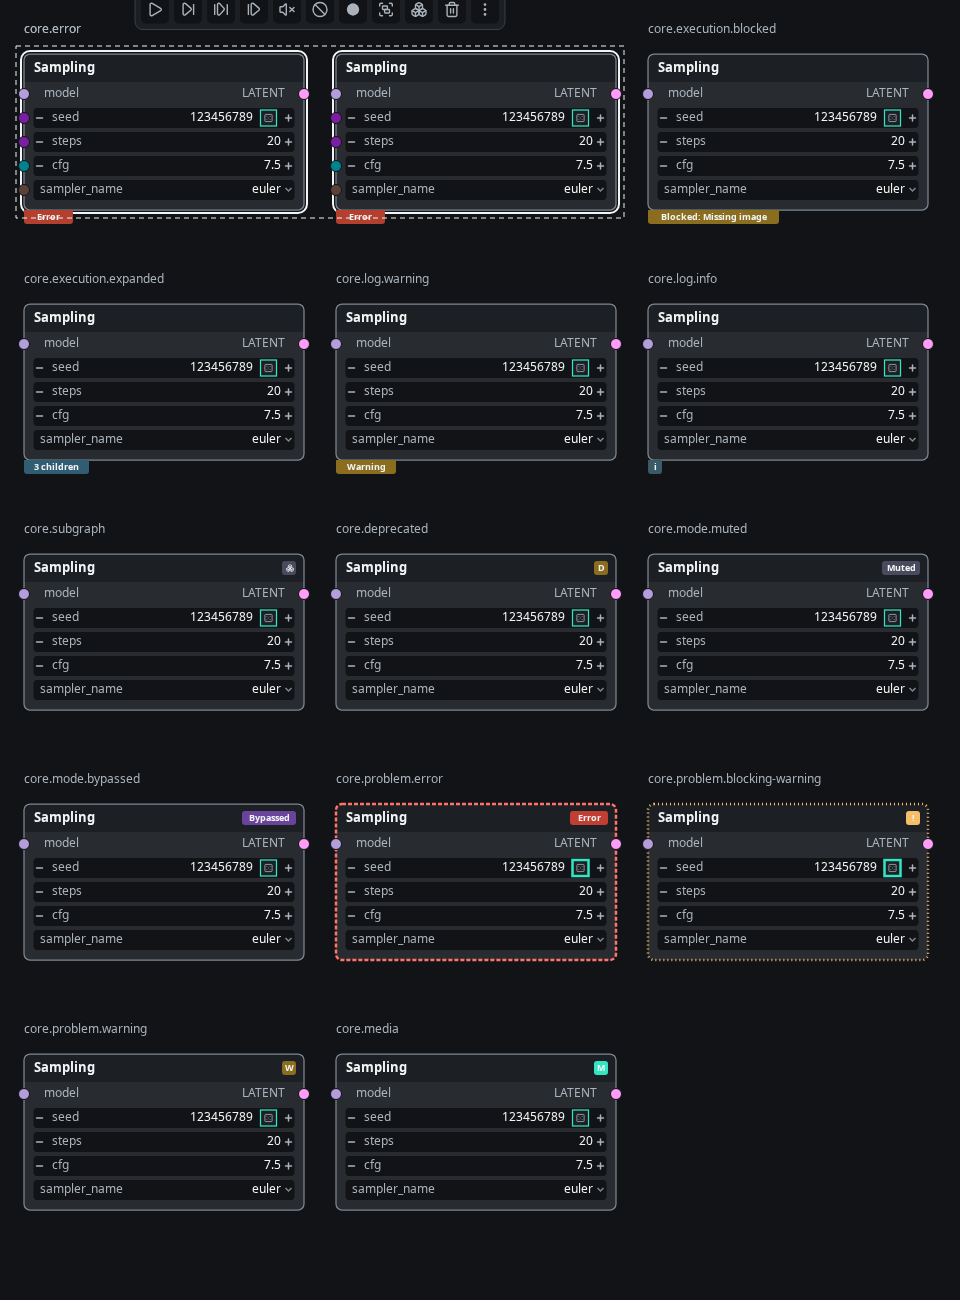 core.error
core.execution.blocked
Sampling
model LATENT
seed 123456789
steps 20
cfg 7.5
sampler_name euler
Error
Sampling
model LATENT
seed 123456789
steps 20
cfg 7.5
sampler_name euler
Error
Sampling
model LATENT
seed 123456789
steps 20
cfg 7.5
sampler_name euler
Blocked: Missing image
core.execution.expanded
Sampling
model LATENT
seed 123456789
steps 20
cfg 7.5
sampler_name euler
3 children
core.log.warning
Sampling
model LATENT
seed 123456789
steps 20
cfg 7.5
sampler_name euler
Warning
core.log.info
Sampling
model LATENT
seed 123456789
steps 20
cfg 7.5
sampler_name euler
i
core.subgraph
Sampling
model LATENT
seed 123456789
steps 20
cfg 7.5
sampler_name euler
core.deprecated
Sampling D
model LATENT
seed 123456789
steps 20
cfg 7.5
sampler_name euler
core.mode.muted
Sampling Muted
model LATENT
seed 123456789
steps 20
cfg 7.5
sampler_name euler
core.mode.bypassed
Sampling Bypassed
model LATENT
seed 123456789
steps 20
cfg 7.5
sampler_name euler
core.problem.error
Sampling Error
model LATENT
seed 123456789
steps 20
cfg 7.5
sampler_name euler
core.problem.blocking-warning
Sampling !
model LATENT
seed 123456789
steps 20
cfg 7.5
sampler_name euler
core.problem.warning
Sampling W
model LATENT
seed 123456789
steps 20
cfg 7.5
sampler_name euler
core.media
Sampling M
model LATENT
seed 123456789
steps 20
cfg 7.5
sampler_name euler